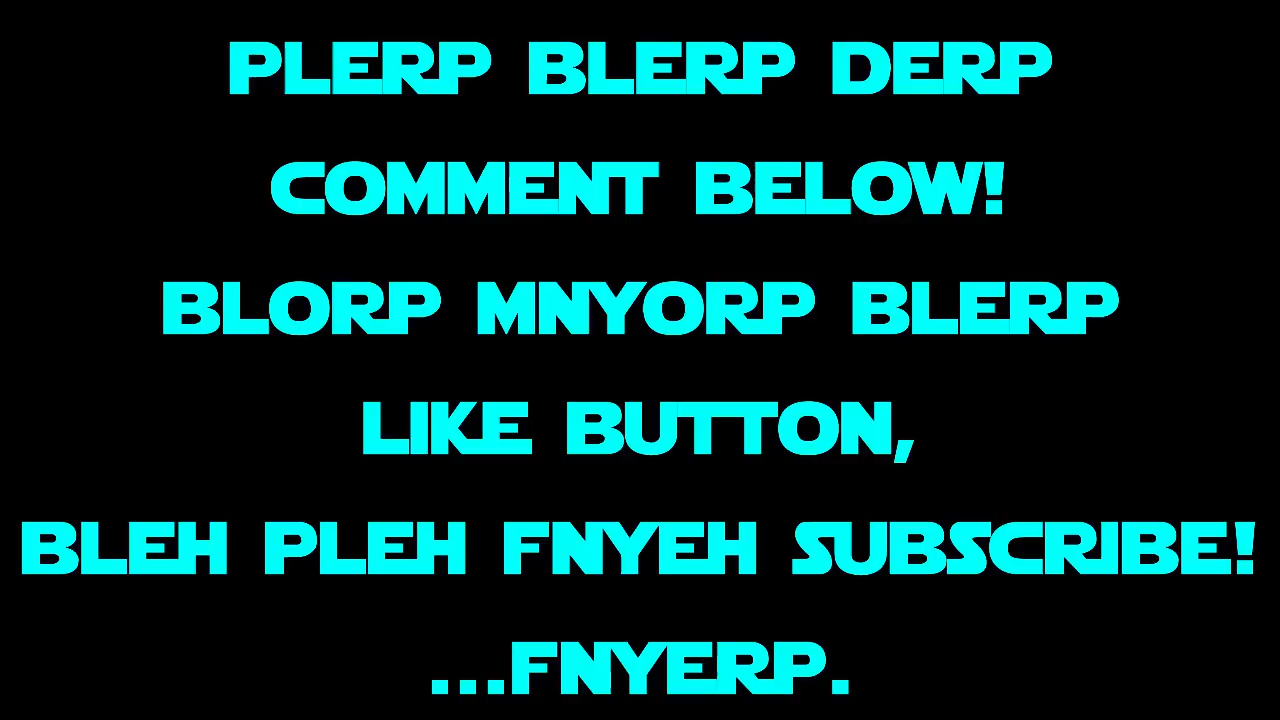 PLERP BLERP DERP
COMMENT BELOW!
BLORP MNYORP BLERP
LIKE BUTTON,
BLEH PLEH FNYEH SUBSCRIBE!
...FNYERP.